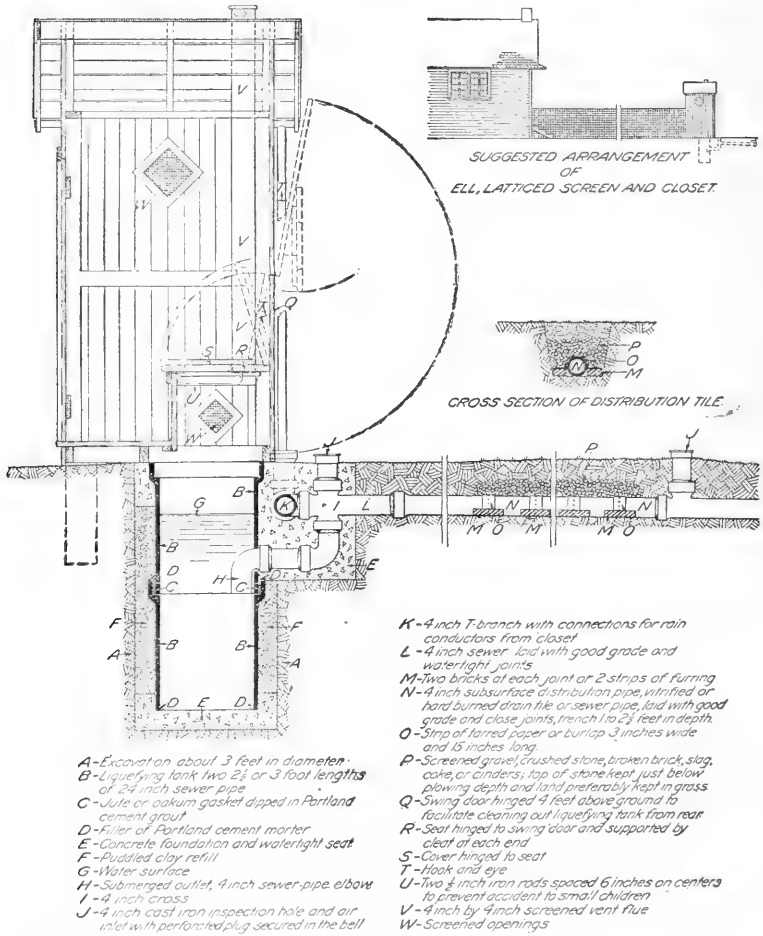 SUGGESTED ARRANGEMENT
OF
ELL, LATTICED SCREEN AND CLOSET.
CROSS SECTION OF DISTRIBUTION TILE.
V
W
V
V
Q
S
R
U
W
P
O
N
M
J
P
J
B
G
K
I
L
N
N
M O M M O
B
D
H
D
E
C
C
F
F
A
B
B
A
D E D
A-Excavation about 3 feet in diameter.
B-Liquefying tank two 2½ or 3 foot lengths
of 24 inch sewer pipe
C-Jute or oakum gasket dipped in Portland
cement grout
D-Filler of Portland cement morter
E-Concrete foundation and watertight seat
F-Puddled clay refill
G-Water surface
H-Submerged outlet, 4 inch sewer-pipe elbow
I-4 inch cross
J-4 inch cast iron inspection hole and air
inlet with perforated plug secured in the bell
K-4 inch T-branch with connections for rain
conductors from closet
L-4 inch sewer laid with good grade and
watertight joints
M-Two bricks at each joint or 2 strips of furring
N-4 inch subsurface distribution pipe, vitrified or
hard burned drain tile or sewer pipe, laid with good
grade and close joints, trench 1 to 2½ feet in depth.
O-Strip of tarred paper or burlap 3 inches wide
and 15 inches long.
P-Screened gravel, crushed stone, broken brick, slag,
coke, or cinders; top of stone kept just below
plowing depth and land preferably kept in grass.
Q-Swing door hinged 4 feet above ground to
facilitate cleaning out liquefying tank from rear
R-Seat hinged to swing door and supported by
cleat at each end
S-Cover hinged to seat
T-Hook and eye
U-Two ½ inch iron rods spaced 6 inches on centers
to prevent accident to small children
V-4 inch by 4 inch screened vent flue
W-Screened openings